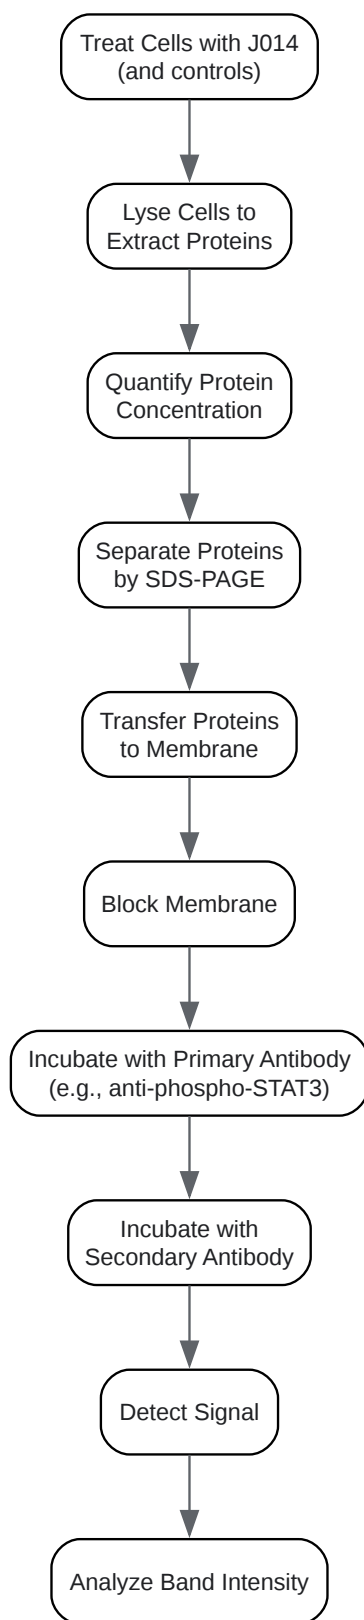 Treat Cells with J014
(and controls)
Lyse Cells to
Extract Proteins
Quantify Protein
Concentration
Separate Proteins
by SDS-PAGE
Transfer Proteins
to Membrane
Block Membrane
Incubate with Primary Antibody
(e.g., anti-phospho-STAT3)
Incubate with
Secondary Antibody
Detect Signal
Analyze Band Intensity